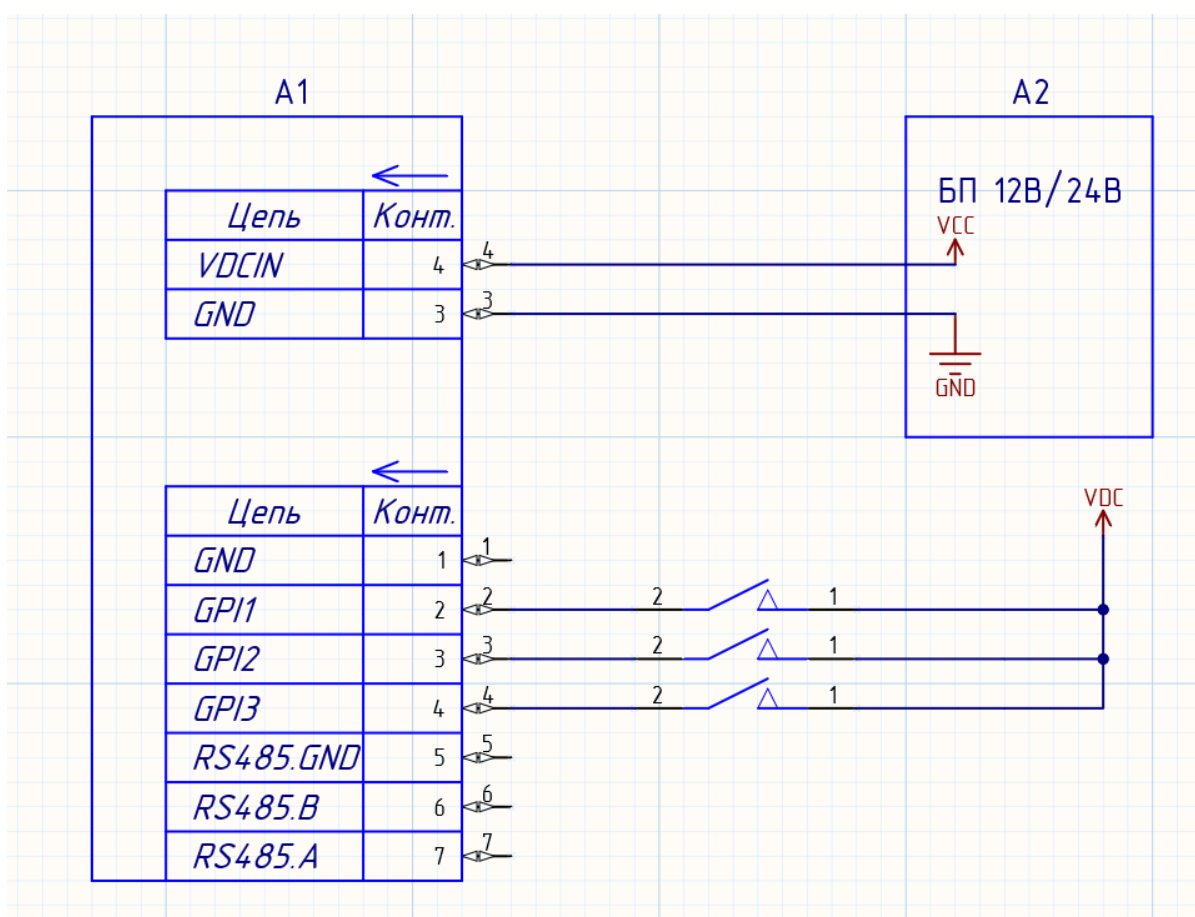 A1
A2
БП 12В/24В
VCC
GND
Цепь Конт.
VDCIN 4 4
GND 3 3
Цепь Конт.
VDC
GND 1 1
GPI1 2 2 2 1
GPI2 3 3 2 1
GPI3 4 4 2 1
RS485.GND 5 5
RS485.B 6 6
RS485.A 7 7